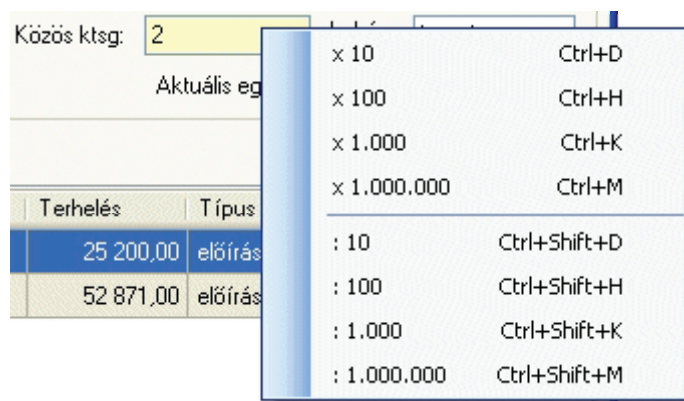 Közös ktsg: 2
Aktuális eg
x 10 Ctrl+D
x 100 Ctrl+H
x 1.000 Ctrl+K
x 1.000.000 Ctrl+M
: 10 Ctrl+Shift+D
: 100 Ctrl+Shift+H
: 1.000 Ctrl+Shift+K
: 1.000.000 Ctrl+Shift+M
Terhelés Típus
25 200,00 előírás
52 871,00 előírás